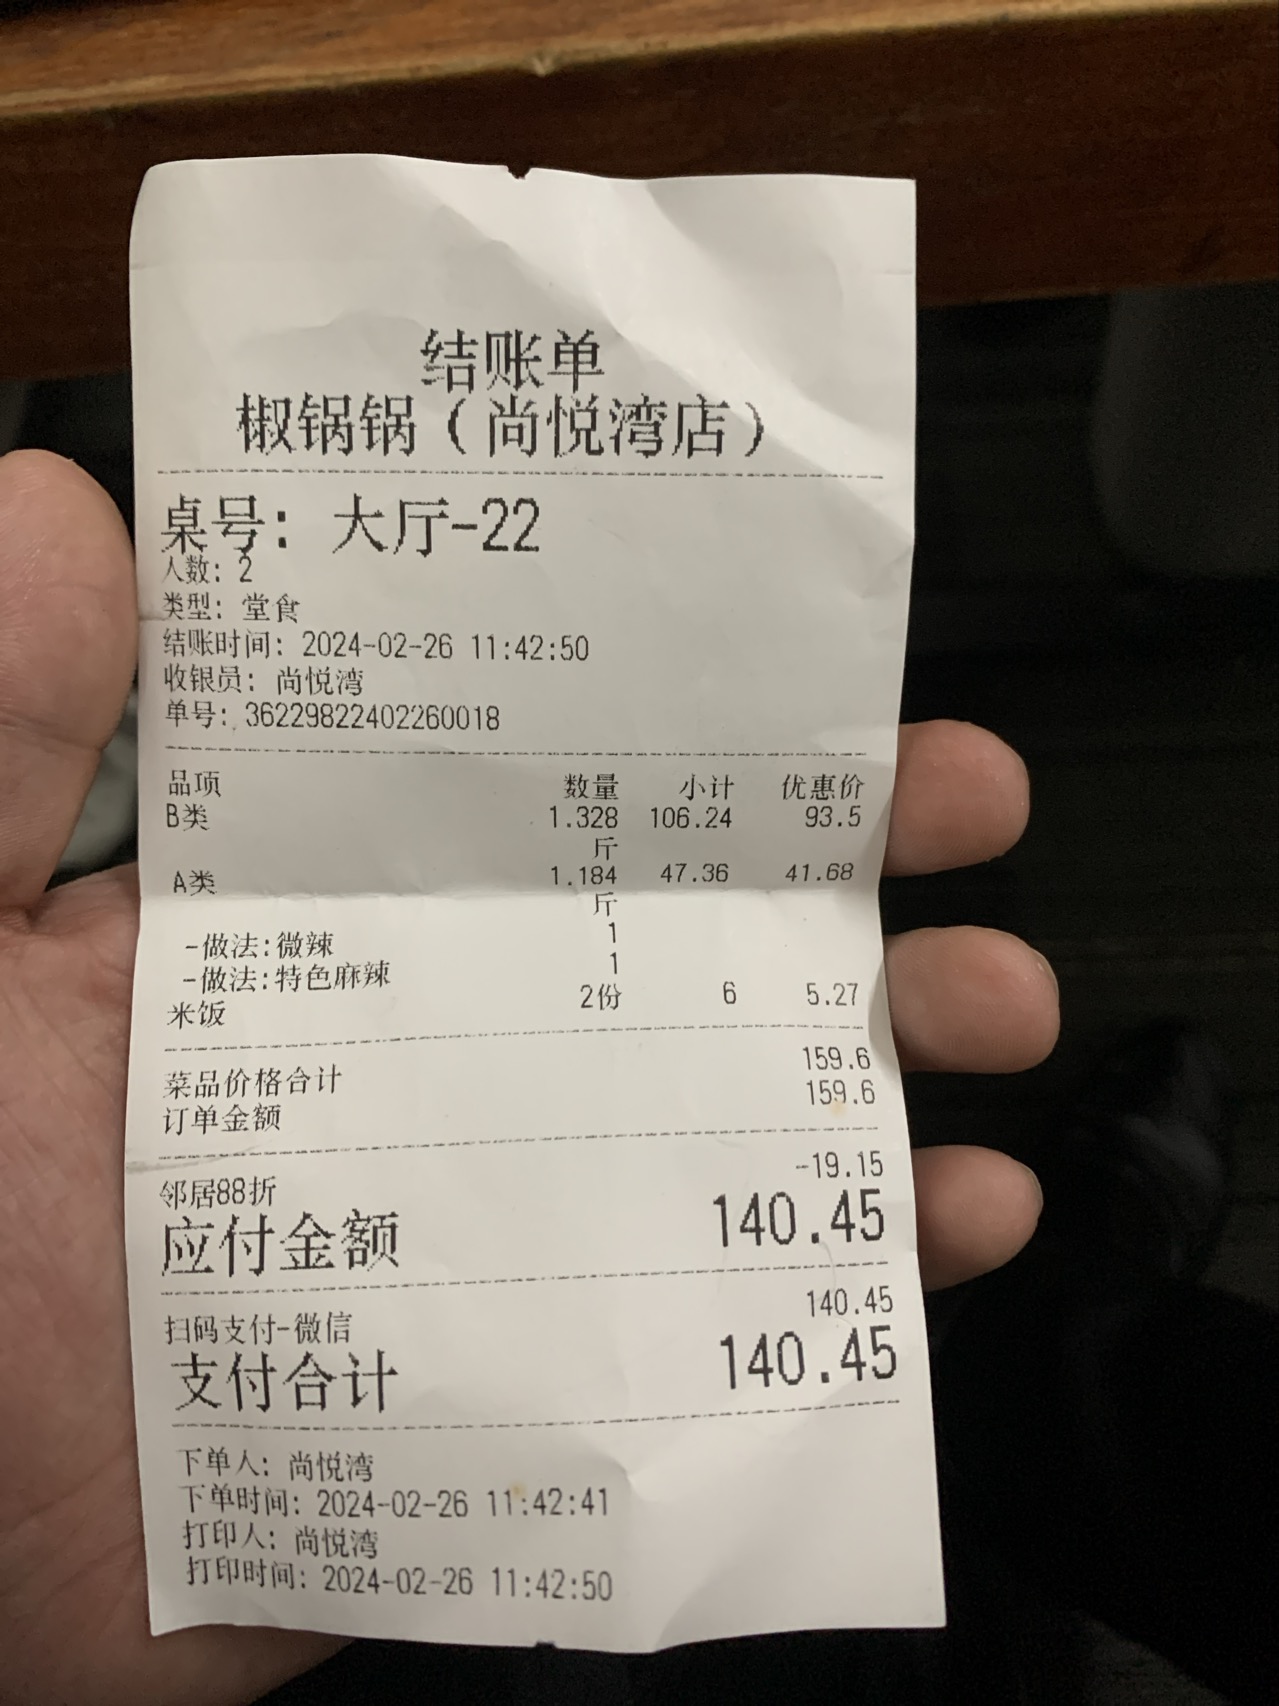 结账单
椒锅锅（尚悦湾店）
桌号：大厅-22
人数：2
类型：堂食
结账时间：2024-02-26 11:42:50
收银员：尚悦湾
单号：36229822402260018
品项 数量 小计 优惠价
B类 1.328 106.24 93.5
斤
A类 1.184 47.36 41.68
斤
-做法:微辣 1
-做法:特色麻辣 1
米饭 2份 6 5.27
菜品价格合计 159.6
订单金额 159.6
邻居88折 -19.15
应付金额 140.45
扫码支付-微信 140.45
支付合计 140.45
下单人：尚悦湾
下单时间：2024-02-26 11:42:41
打印人：尚悦湾
打印时间：2024-02-26 11:42:50